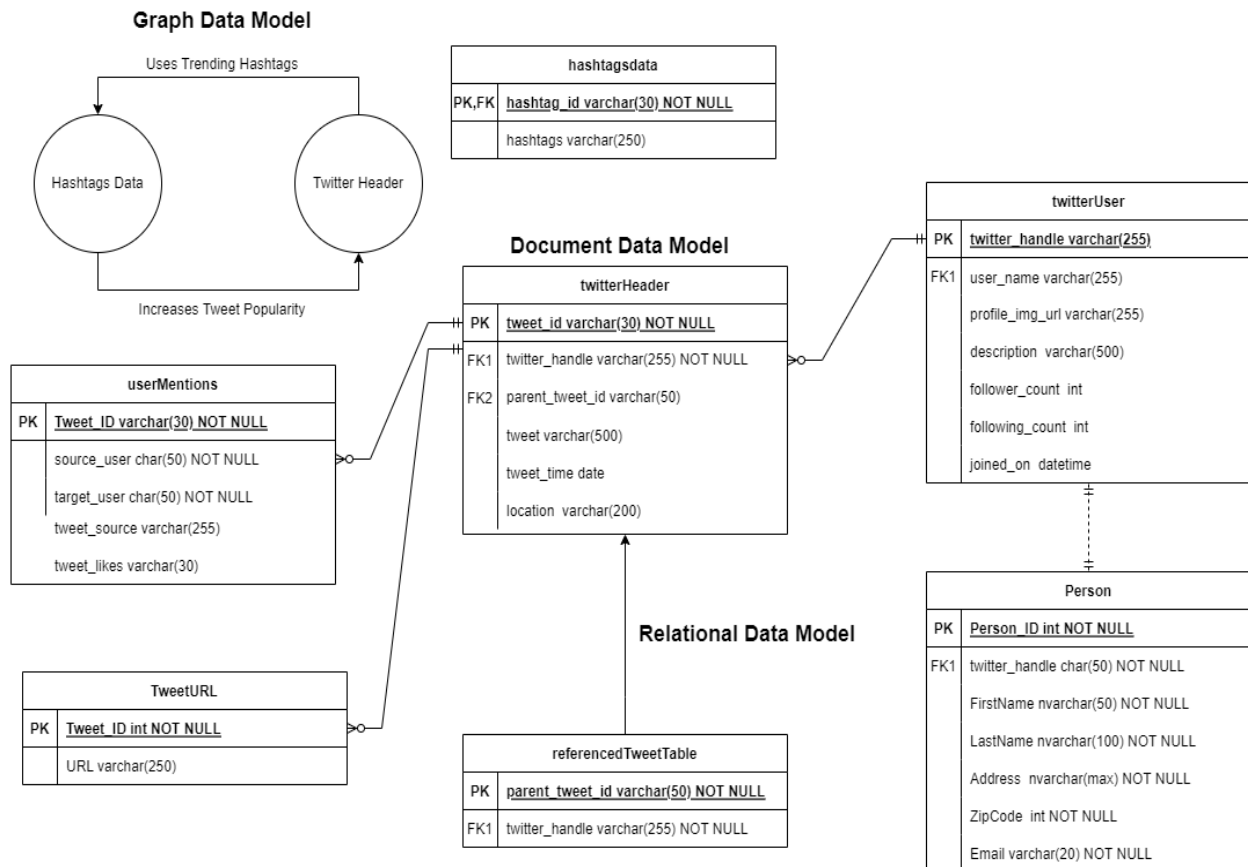 Graph Data Model
Uses Trending Hashtags
Hashtags Data
Twitter Header
Increases Tweet Popularity
hashtagsdata
PK,FK hashtag_id varchar(30) NOT NULL
hashtags varchar(250)
Document Data Model
twitterHeader
PK tweet_id varchar(30) NOT NULL
FK1 twitter_handle varchar(255) NOT NULL
FK2 parent_tweet_id varchar(50)
tweet varchar(500)
tweet_time date
location varchar(200)
twitterUser
PK twitter_handle varchar(255)
FK1 user_name varchar(255)
profile_img_url varchar(255)
description varchar(500)
follower_count int
following_count int
joined_on datetime
userMentions
PK Tweet_ID varchar(30) NOT NULL
source_user char(50) NOT NULL
target_user char(50) NOT NULL
tweet_source varchar(255)
tweet_likes varchar(30)
TweetURL
PK Tweet_ID int NOT NULL
URL varchar(250)
Relational Data Model
referencedTweetTable
PK parent_tweet_id varchar(50) NOT NULL
FK1 twitter_handle varchar(255) NOT NULL
Person
PK Person_ID int NOT NULL
FK1 twitter_handle char(50) NOT NULL
FirstName nvarchar(50) NOT NULL
LastName nvarchar(100) NOT NULL
Address nvarchar(max) NOT NULL
ZipCode int NOT NULL
Email varchar(20) NOT NULL